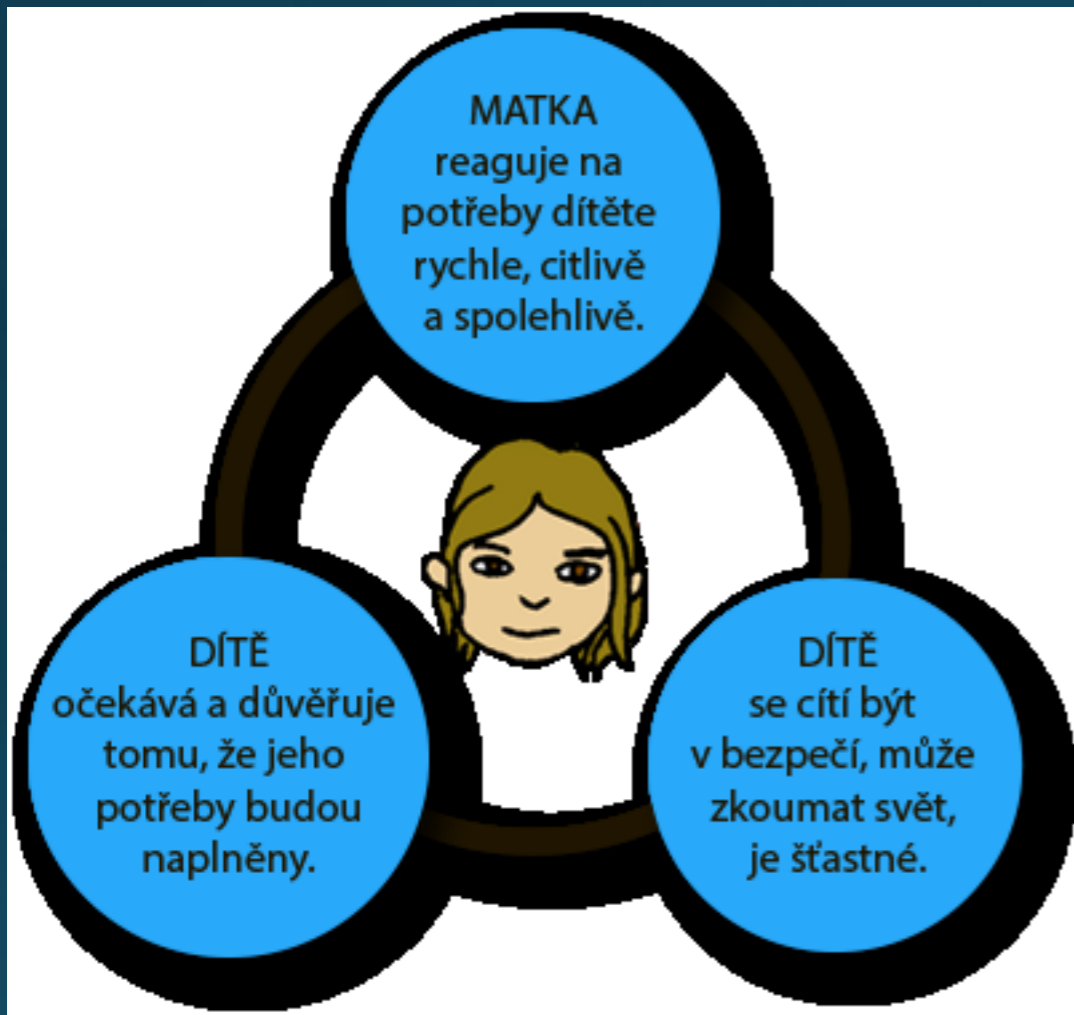 MATKA
reaguje na
potřeby dítěte
rychle, citlivě
a spolehlivě.
DÍTĚ
očekává a důvěřuje
tomu, že jeho
potřeby budou
naplněny.
DÍTĚ
se cítí být
v bezpečí, může
zkoumat svět,
je šťastné.